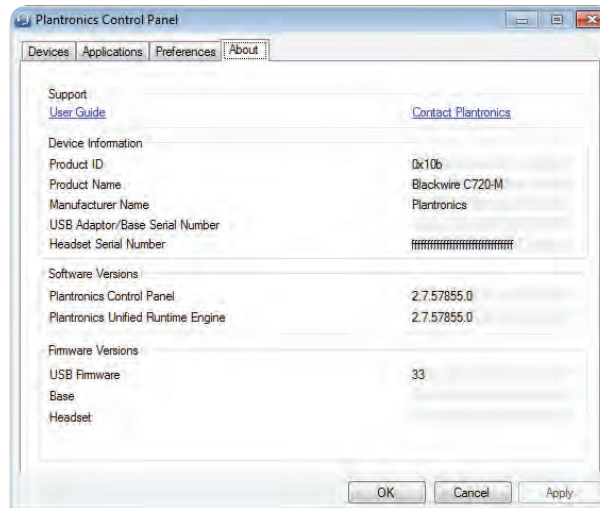 Plantronics Control Panel
Devices Applications Preferences About
Support
User Guide Contact Plantronics
Device Information
Product ID 0x10b
Product Name Blackwire C720-M
Manufacturer Name Plantronics
USB Adaptor/Base Serial Number
Headset Serial Number
Software Versions
Plantronics Control Panel 2.7.57855.0
Plantronics Unified Runtime Engine 2.7.57855.0
Firmware Versions
USB Firmware 33
Base
Headset
OK Cancel Apply